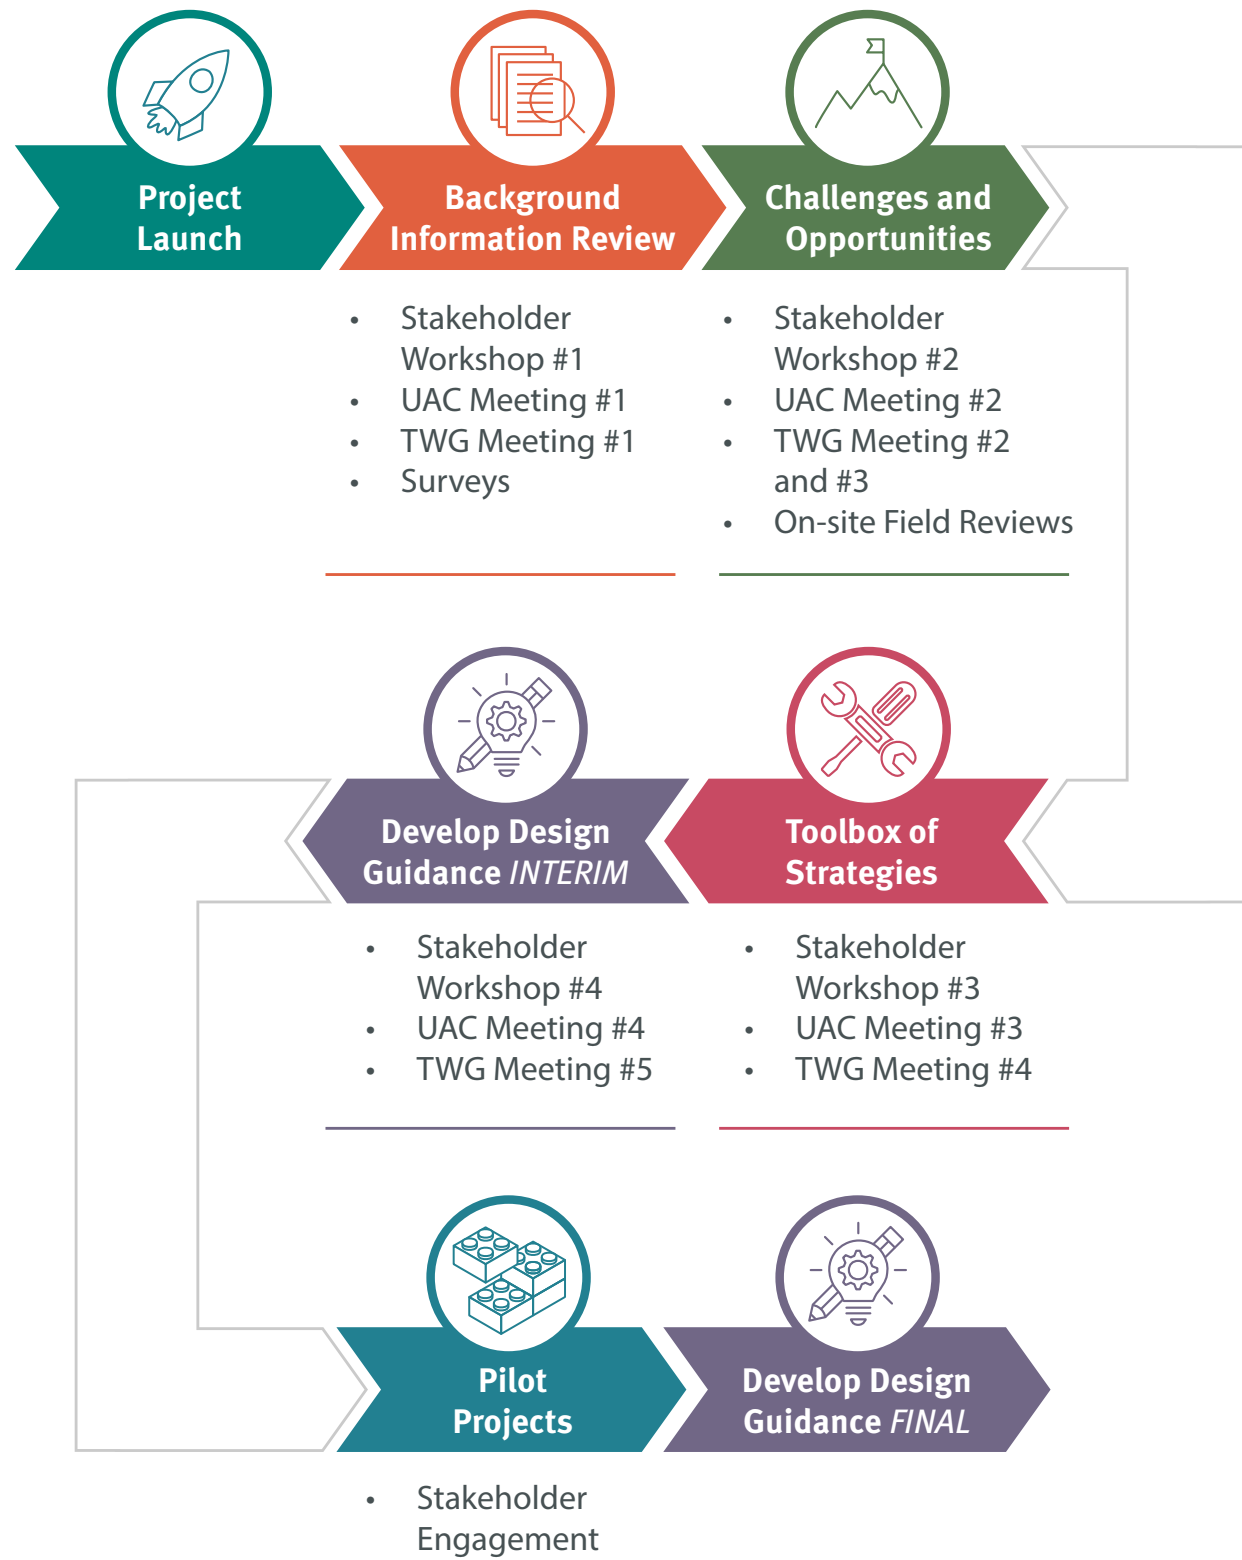 Project
Launch
Background
Information Review
Challenges and
Opportunities
• Stakeholder
Workshop #1
• UAC Meeting #1
• TWG Meeting #1
• Surveys
• Stakeholder
Workshop #2
• UAC Meeting #2
• TWG Meeting #2
and #3
• On-site Field Reviews
Toolbox of
Strategies
• Stakeholder
Workshop #3
• UAC Meeting #3
• TWG Meeting #4
Develop Design
Guidance INTERIM
• Stakeholder
Workshop #4
• UAC Meeting #4
• TWG Meeting #5
Pilot
Projects
• Stakeholder
Engagement
Develop Design
Guidance FINAL